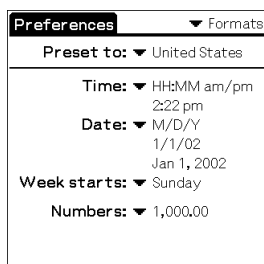 Preferences Formats
Preset to: United States
Time: HH:MM am/pm
2:22 pm
Date: M/D/Y
1/1/02
Jan 1, 2002
Week starts: Sunday
Numbers: 1,000.00